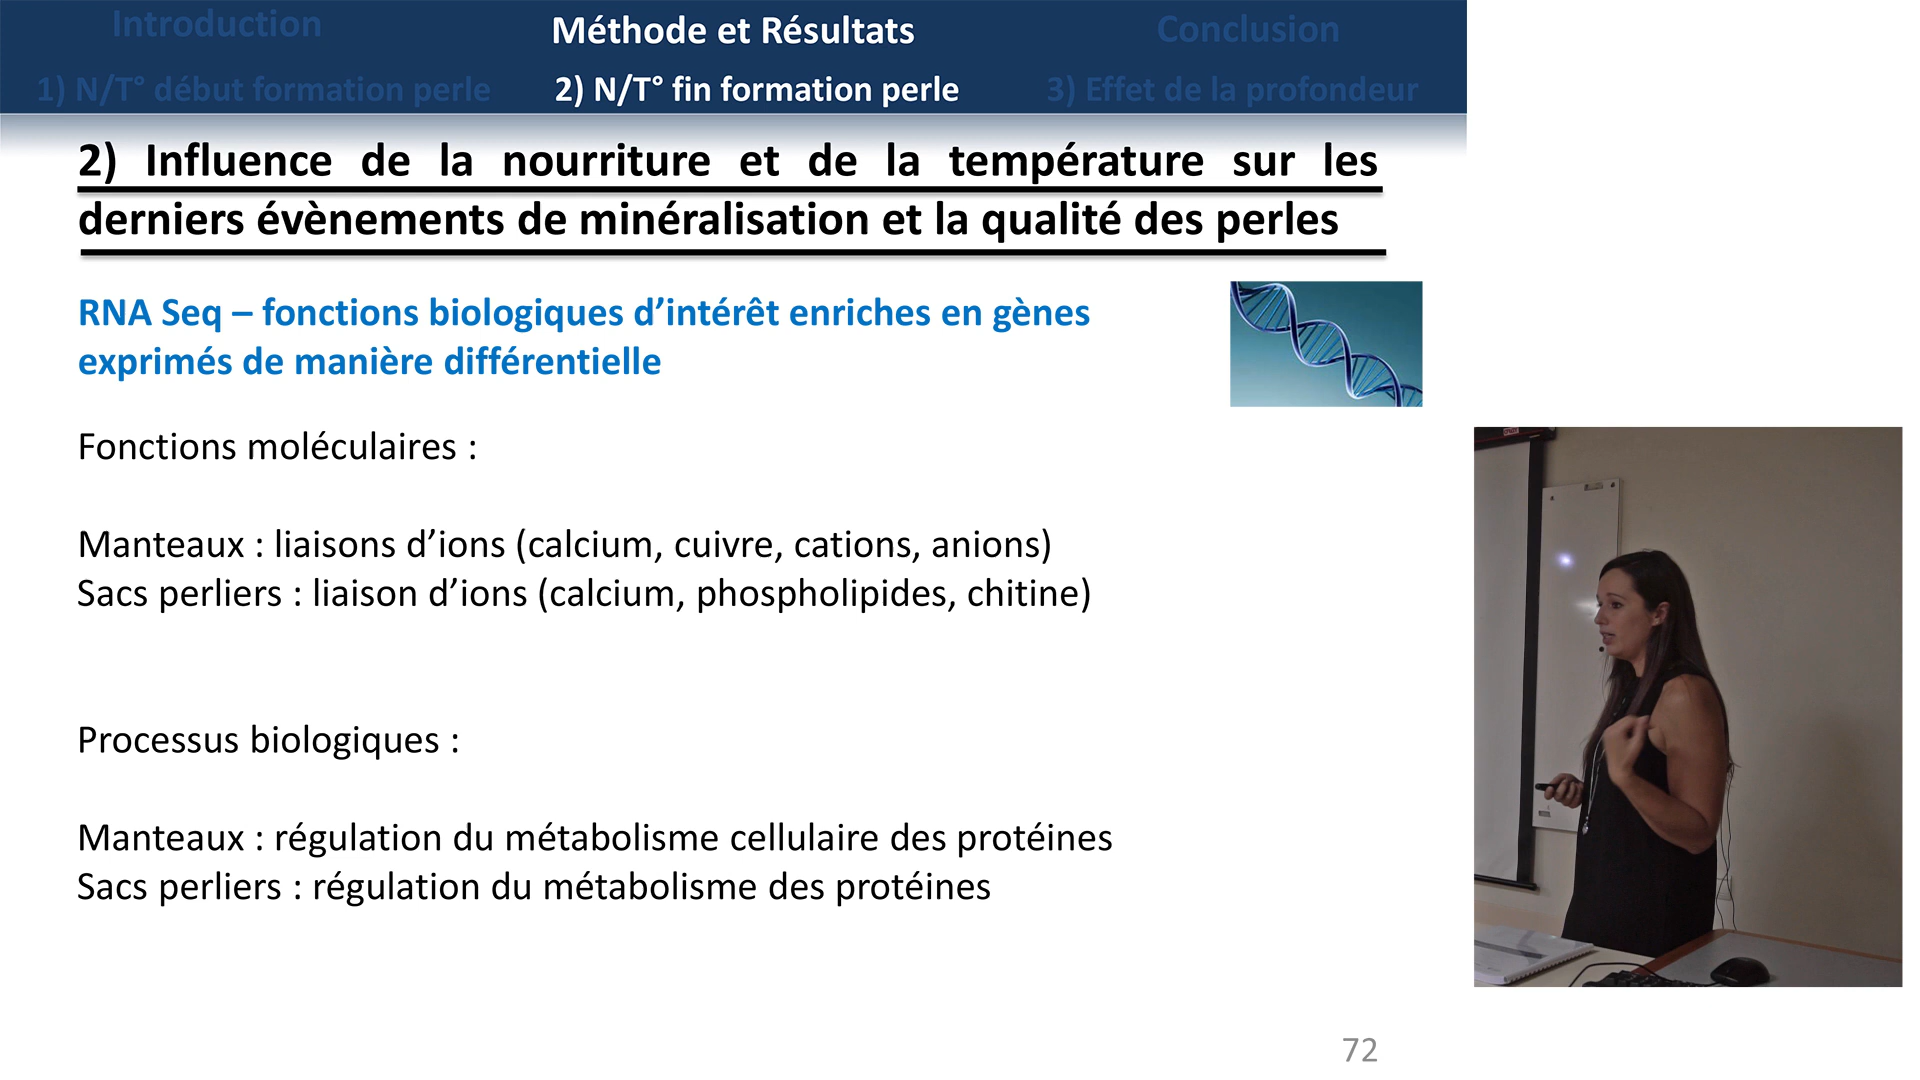 Introduction
Méthode et Résultats
Conclusion
1) N/T° début formation perle
2) N/T° fin formation perle
3) Effet de la profondeur
2) Influence de la nourriture et de la température sur les
derniers évènements de minéralisation et la qualité des perles
RNA Seq – fonctions biologiques d’intérêt enriches en gènes
exprimés de manière différentielle
Fonctions moléculaires :
Manteaux : liaisons d’ions (calcium, cuivre, cations, anions)
Sacs perliers : liaison d’ions (calcium, phospholipides, chitine)
Processus biologiques :
Manteaux : régulation du métabolisme cellulaire des protéines
Sacs perliers : régulation du métabolisme des protéines
72